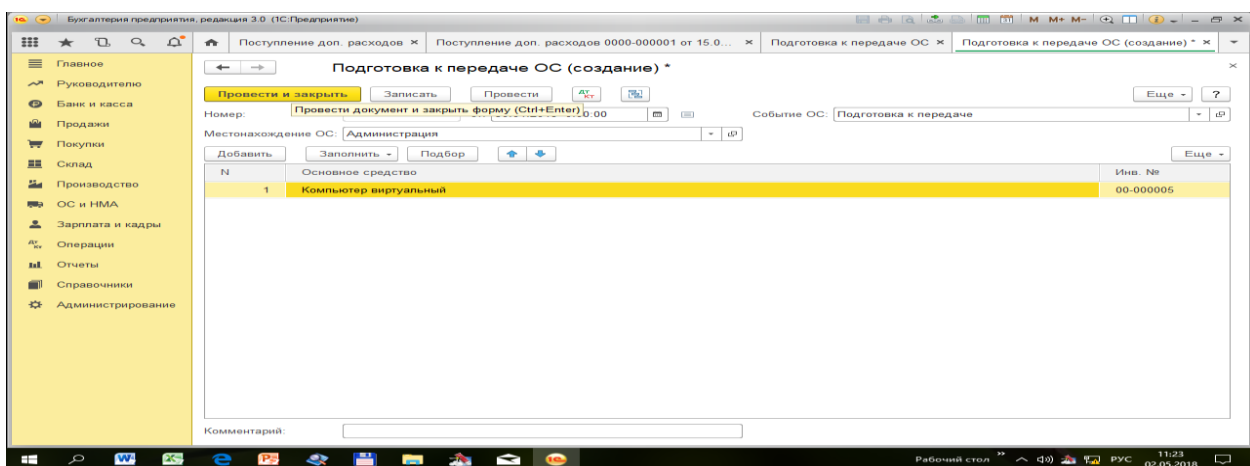 Бухгалтерия предприятия, редакция 3.0 (1С:Предприятие)
M M+ M-
Поступление доп. расходов × Поступление доп. расходов 0000-000001 от 15.0... × Подготовка к передаче ОС × Подготовка к передаче ОС (создание) * ×
Главное
Руководителю
Банк и касса
Продажи
Покупки
Склад
Производство
ОС и НМА
Зарплата и кадры
Операции
Отчеты
Справочники
Администрирование
Подготовка к передаче ОС (создание) *
Провести и закрыть Записать Провести Еще ?
Провести документ и закрыть форму (Ctrl+Enter)
Номер: Событие ОС: Подготовка к передаче
Местонахождение ОС: Администрация
Добавить Заполнить Подбор Еще
N Основное средство Инв. №
1 Компьютер виртуальный 00-000005
Комментарий:
Рабочий стол РУС 11:23
02.05.2018